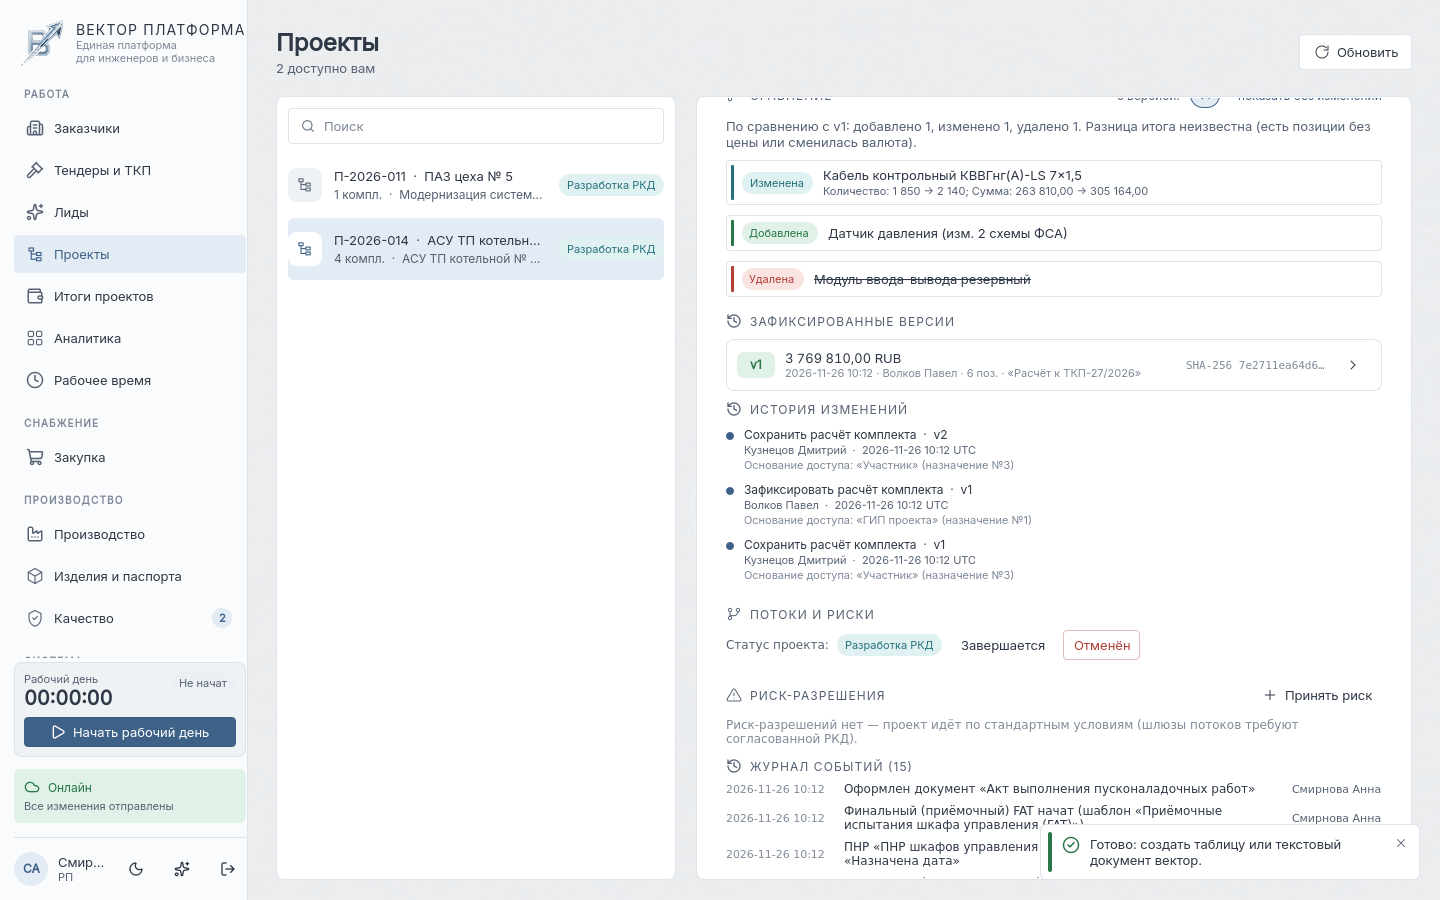 ВЕКТОР ПЛАТФОРМА
Единая платформа
для инженеров и бизнеса
РАБОТА
Заказчики
Тендеры и ТКП
Лиды
Проекты
Итоги проектов
Аналитика
Рабочее время
СНАБЖЕНИЕ
Закупка
ПРОИЗВОДСТВО
Производство
Изделия и паспорта
Качество
2
Рабочий день
Не начат
00:00:00
Начать рабочий день
Онлайн
Все изменения отправлены
СА
Смир...
РП
Проекты
2 доступно вам
Обновить
Поиск
П-2026-011 · ПАЗ цеха № 5
1 компл. · Модернизация систем...
Разработка РКД
П-2026-014 · АСУ ТП котельн...
4 компл. · АСУ ТП котельной № ...
Разработка РКД
По сравнению с v1: добавлено 1, изменено 1, удалено 1. Разница итога неизвестна (есть позиции без
цены или сменилась валюта).
Изменена
Кабель контрольный КВВГнг(А)-LS 7×1,5
Количество: 1 850 → 2 140; Сумма: 263 810,00 → 305 164,00
Добавлена
Датчик давления (изм. 2 схемы ФСА)
Удалена
Модуль ввода-вывода резервный
ЗАФИКСИРОВАННЫЕ ВЕРСИИ
v1
3 769 810,00 RUB
2026-11-26 10:12 · Волков Павел · 6 поз. · «Расчёт к ТКП-27/2026»
SHA-256 7e2711ea64d6…
ИСТОРИЯ ИЗМЕНЕНИЙ
Сохранить расчёт комплекта · v2
Кузнецов Дмитрий · 2026-11-26 10:12 UTC
Основание доступа: «Участник» (назначение №3)
Зафиксировать расчёт комплекта · v1
Волков Павел · 2026-11-26 10:12 UTC
Основание доступа: «ГИП проекта» (назначение №1)
Сохранить расчёт комплекта · v1
Кузнецов Дмитрий · 2026-11-26 10:12 UTC
Основание доступа: «Участник» (назначение №3)
ПОТОКИ И РИСКИ
Статус проекта:
Разработка РКД
Завершается
Отменён
РИСК-РАЗРЕШЕНИЯ
Принять риск
Риск-разрешений нет — проект идёт по стандартным условиям (шлюзы потоков требуют
согласованной РКД).
ЖУРНАЛ СОБЫТИЙ (15)
2026-11-26 10:12
Оформлен документ «Акт выполнения пусконаладочных работ»
Смирнова Анна
2026-11-26 10:12
Финальный (приёмочный) FAT начат (шаблон «Приёмочные
испытания шкафа управления (FAT)»)
Смирнова Анна
2026-11-26 10:12
ПНР «ПНР шкафов управления
«Назначена дата»
Готово: создать таблицу или текстовый
документ вектор.